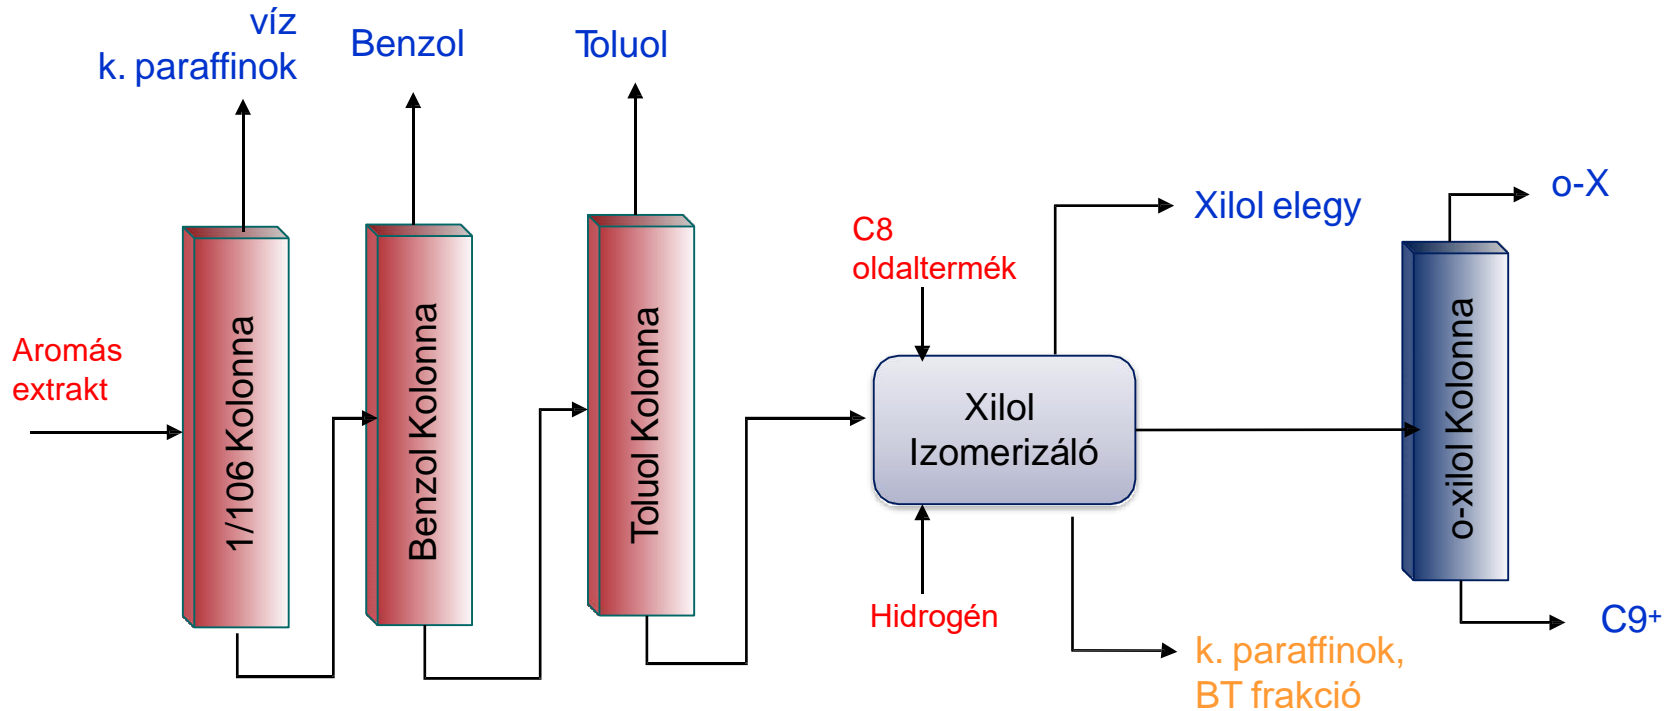 víz
k. paraffinok
Benzol
Toluol
Aromás
extrakt
1/106 Kolonna
Benzol Kolonna
Toluol Kolonna
C8
oldaltermék
Xilol
Izomerizáló
Hidrogén
Xilol elegy
k. paraffinok,
BT frakció
o-xilol Kolonna
o-X
C9+